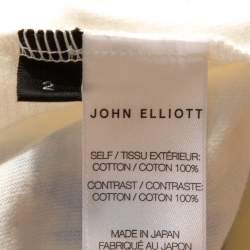 2
JOHN ELLIOTT
SELF / TISSU EXTÉRIEUR:
COTTON / COTON 100%
CONTRAST / CONTRASTE:
COTTON / COTON 100%
MADE IN JAPAN
FABRIQUÉ AU JAPON